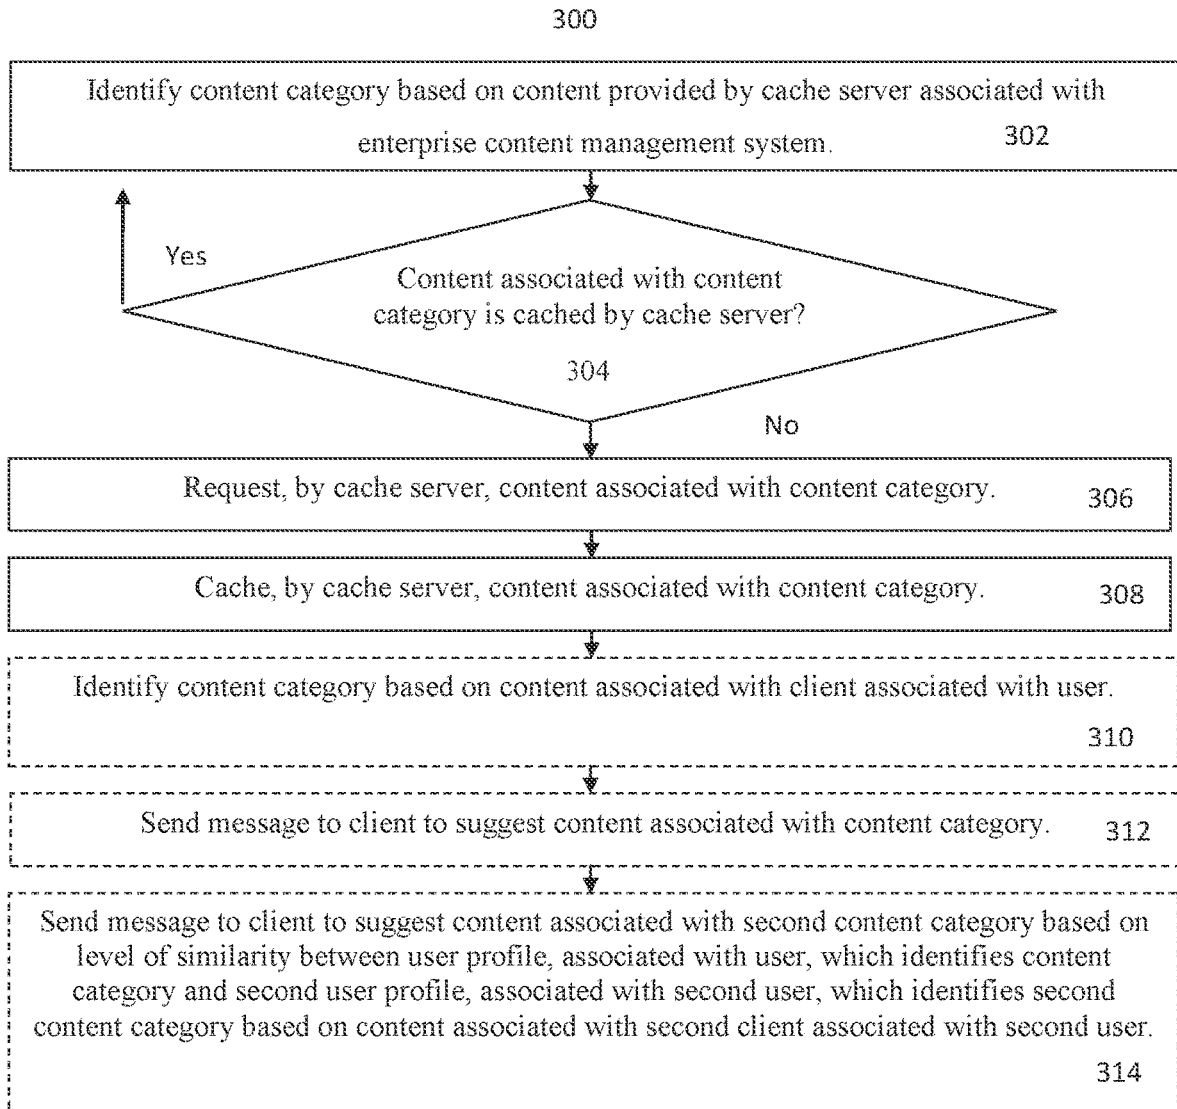 300
Identify content category based on content provided by cache server associated with
enterprise content management system. 302
Yes
Content associated with content
category is cached by cache server?
304
No
Request, by cache server, content associated with content category. 306
Cache, by cache server, content associated with content category. 308
Identify content category based on content associated with client associated with user.
310
Send message to client to suggest content associated with content category. 312
Send message to client to suggest content associated with second content category based on
level of similarity between user profile, associated with user, which identifies content
category and second user profile, associated with second user, which identifies second
content category based on content associated with second client associated with second user.
314